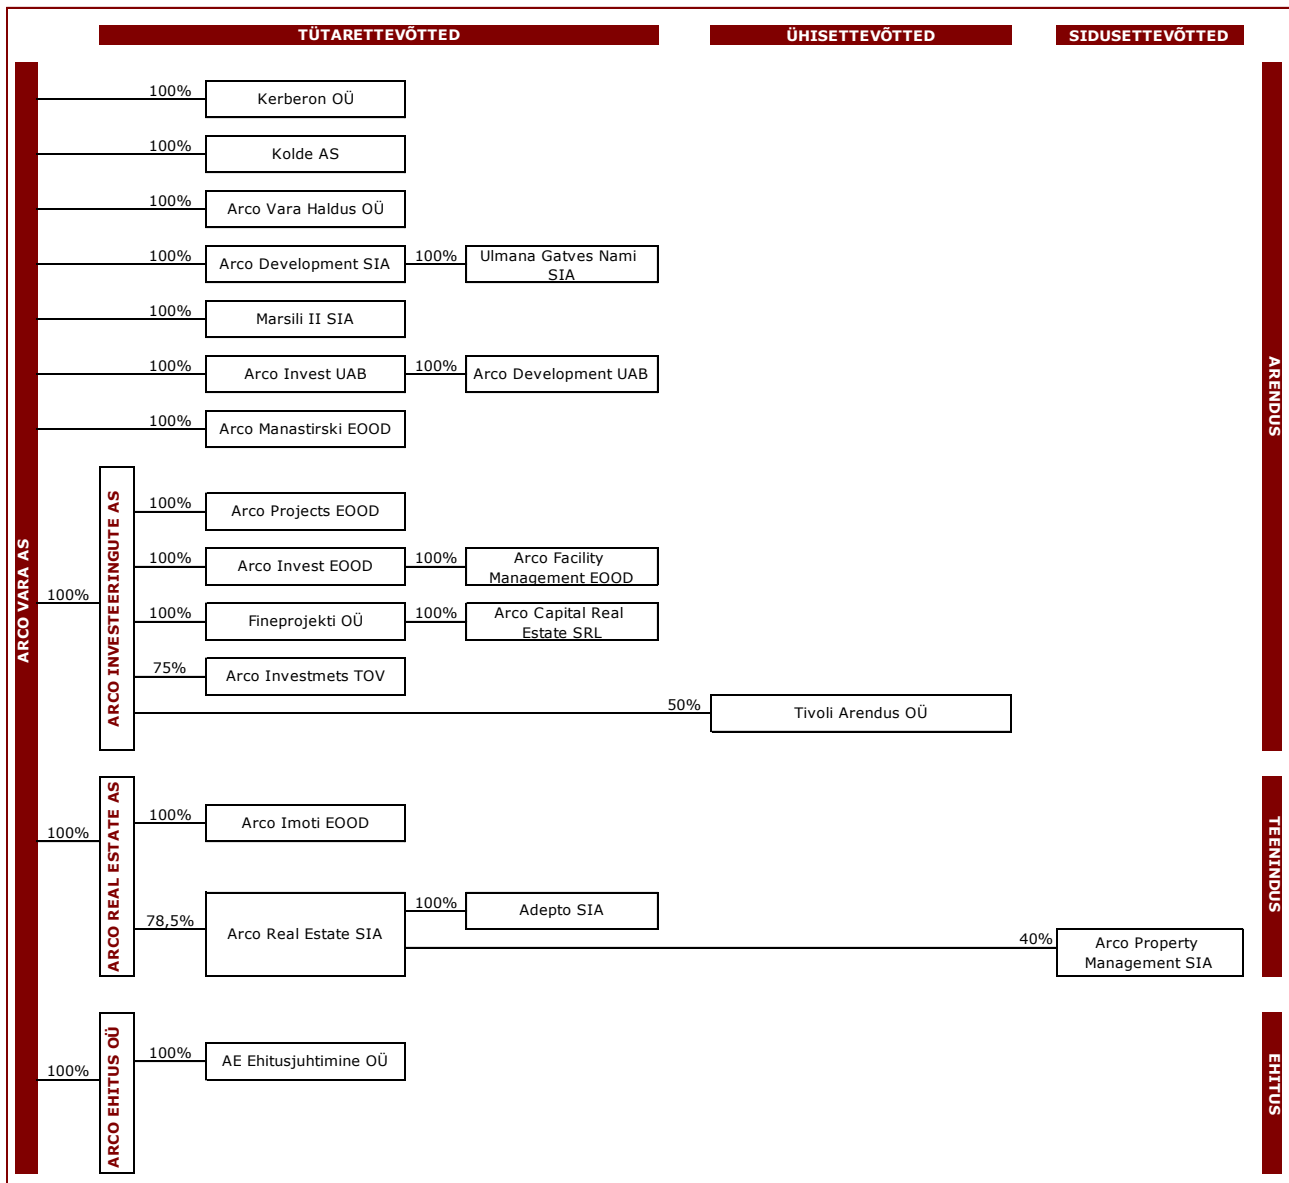 TÜTARETTEVÕTTED
ÜHISETTEVÕTTED
SIDUSETTEVÕTTED
ARCO VARA AS
100%
Kerberon OÜ
100%
Kolde AS
100%
Arco Vara Haldus OÜ
100%
Arco Development SIA
100%
Ulmana Gatves Nami
SIA
100%
Marsili II SIA
100%
Arco Invest UAB
100%
Arco Development UAB
100%
Arco Manastirski EOOD
ARENDUS
100%
ARCO INVESTEERINGUTE AS
100%
Arco Projects EOOD
100%
Arco Invest EOOD
100%
Arco Facility
Management EOOD
100%
Fineprojekti OÜ
100%
Arco Capital Real
Estate SRL
75%
Arco Investmets TOV
50%
Tivoli Arendus OÜ
100%
ARCO REAL ESTATE AS
100%
Arco Imoti EOOD
TEENINDUS
78,5%
Arco Real Estate SIA
100%
Adepto SIA
40%
Arco Property
Management SIA
100%
ARCO EHITUS OÜ
100%
AE Ehitusjuhtimine OÜ
EHITUS